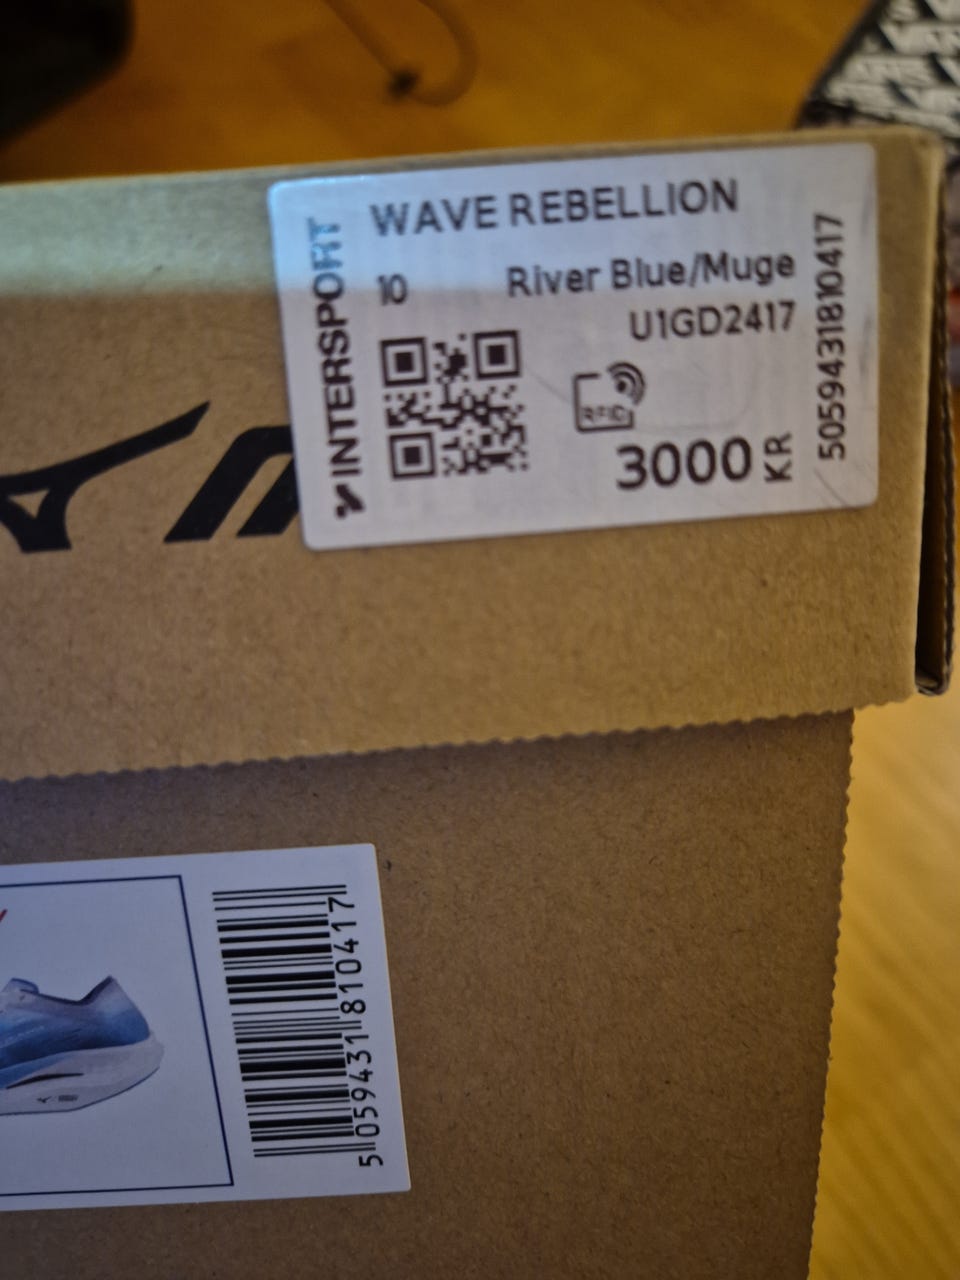 WAVE REBELLION
10
River Blue/Muge
U1GD2417
INTERSPORT
RFID
3000 KR
5059431810417
5 059431 810417